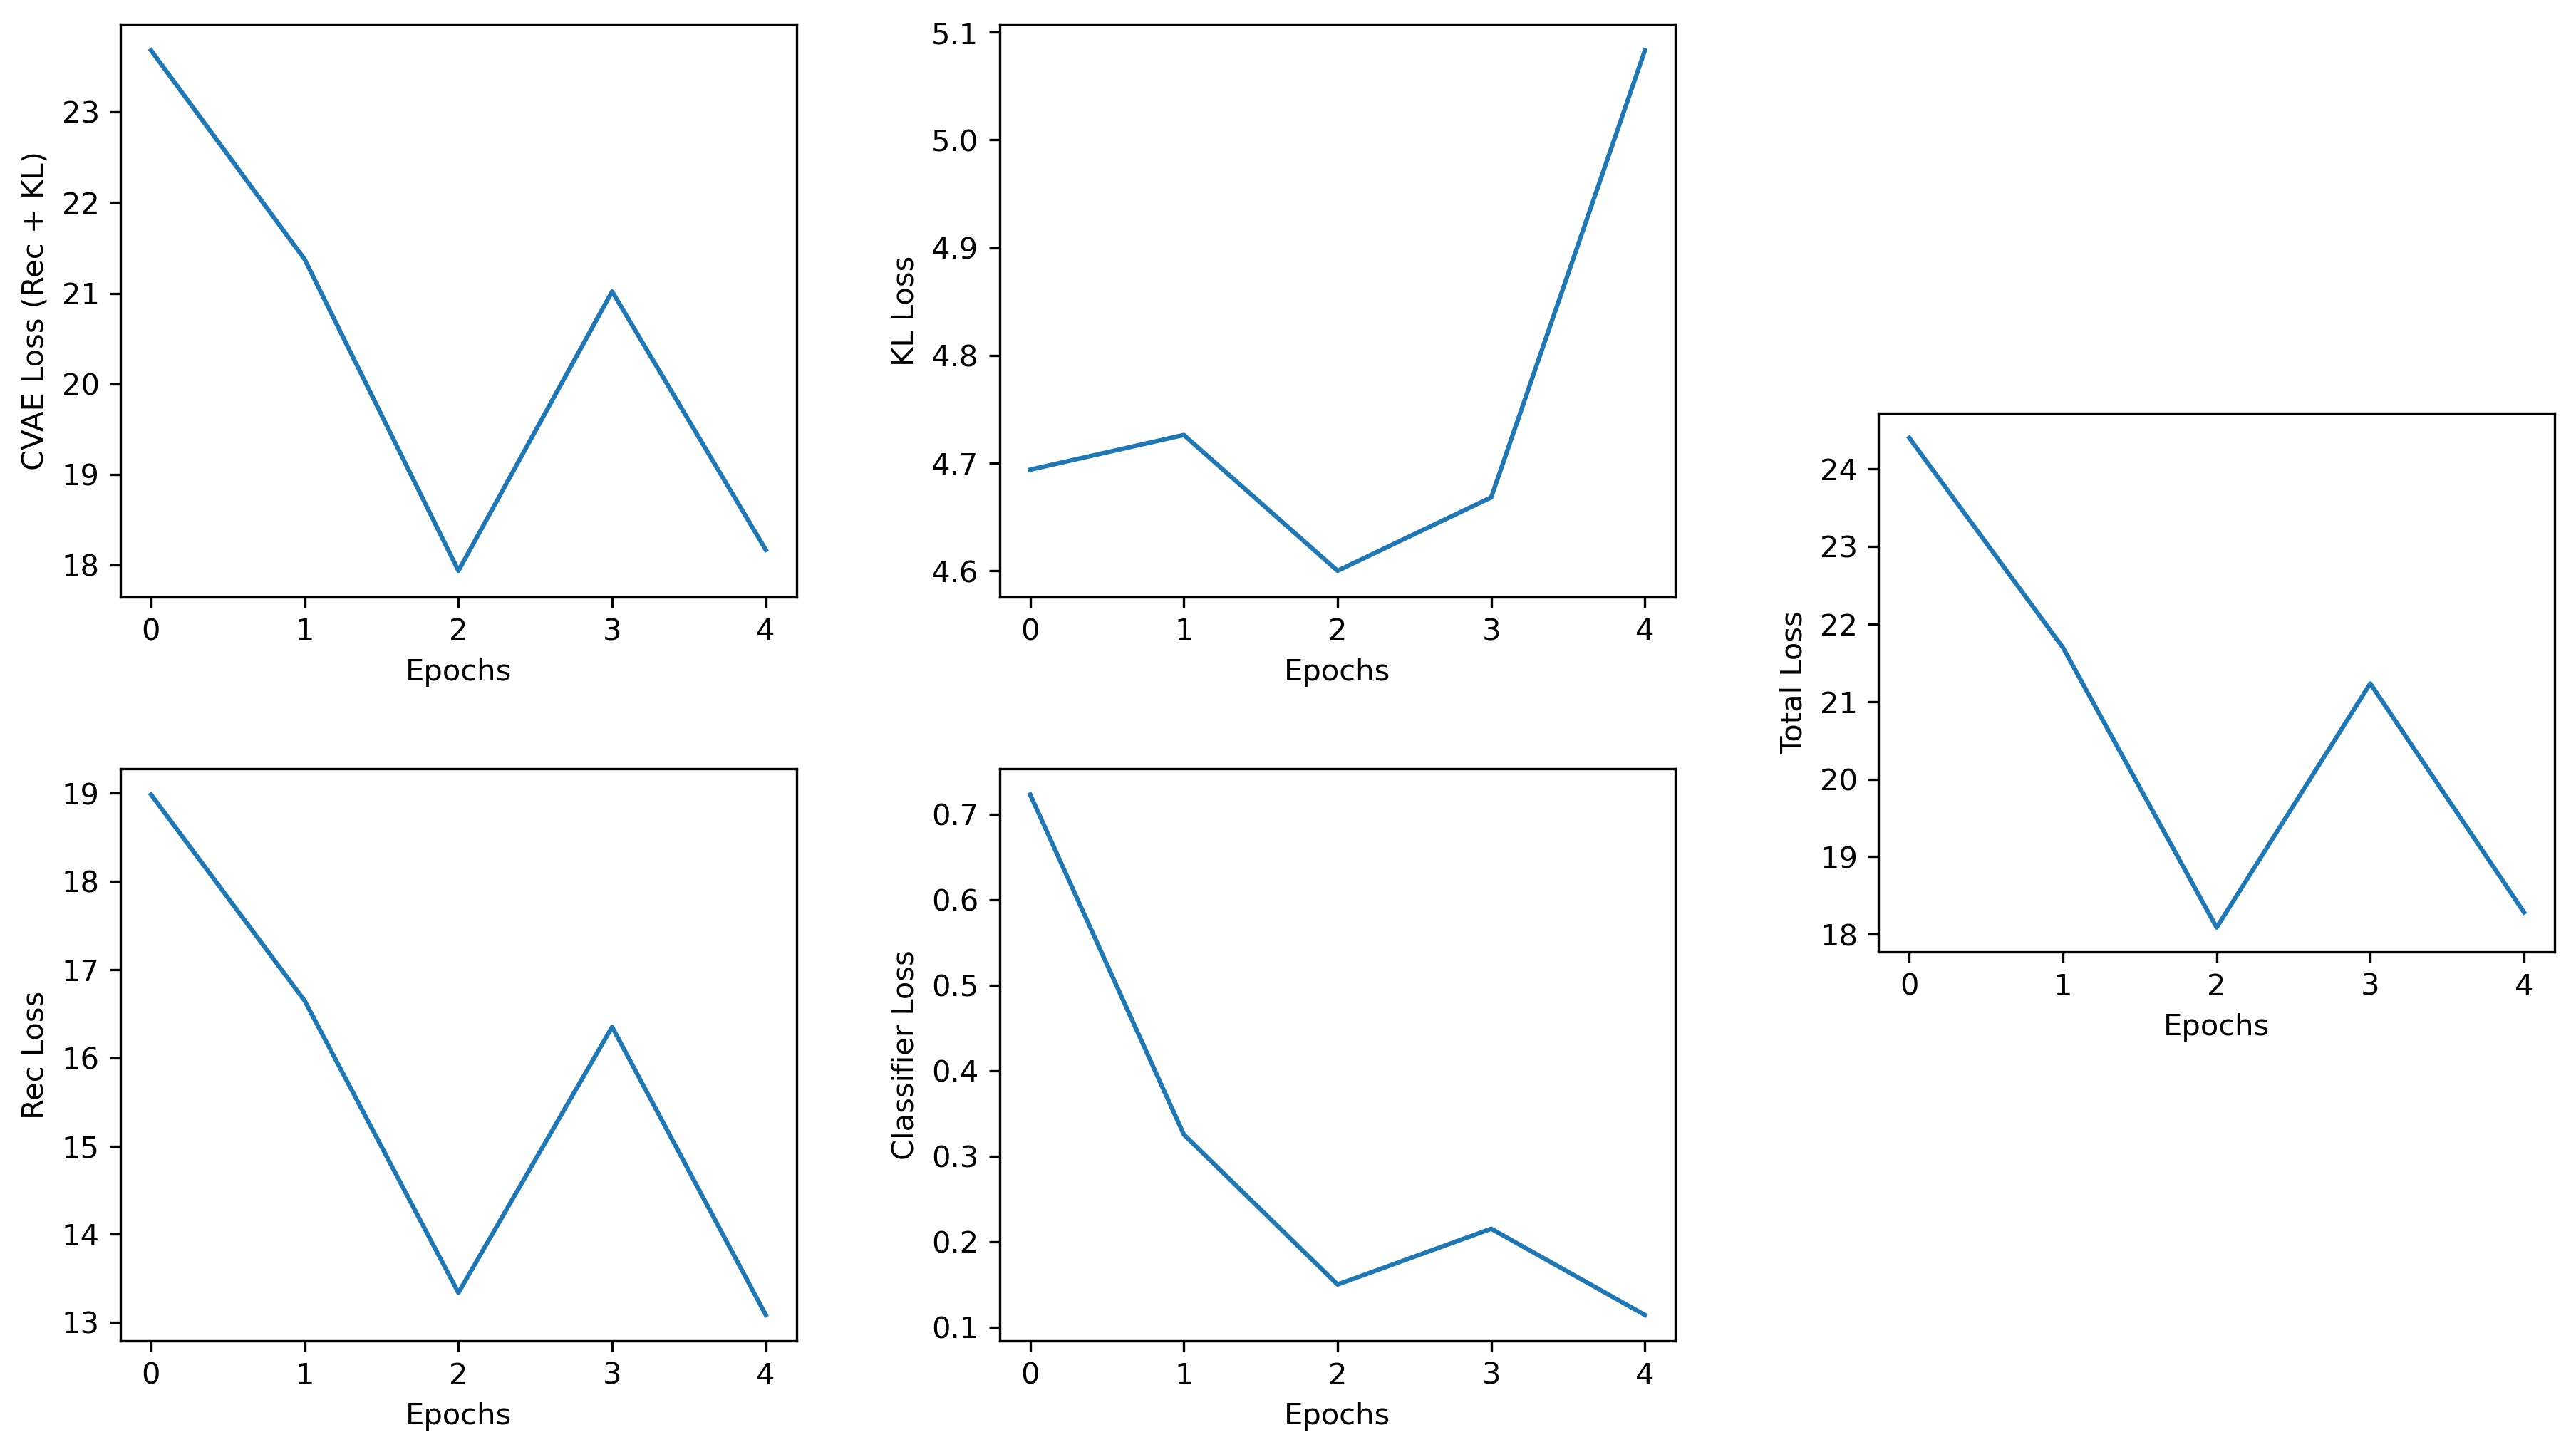 CVAE Loss (Rec + KL)
23
22
21
20
19
18
0 1 2 3 4
Epochs
KL Loss
5.1
5.0
4.9
4.8
4.7
4.6
0 1 2 3 4
Epochs
Rec Loss
19
18
17
16
15
14
13
0 1 2 3 4
Epochs
Classifier Loss
0.7
0.6
0.5
0.4
0.3
0.2
0.1
0 1 2 3 4
Epochs
Total Loss
24
23
22
21
20
19
18
0 1 2 3 4
Epochs